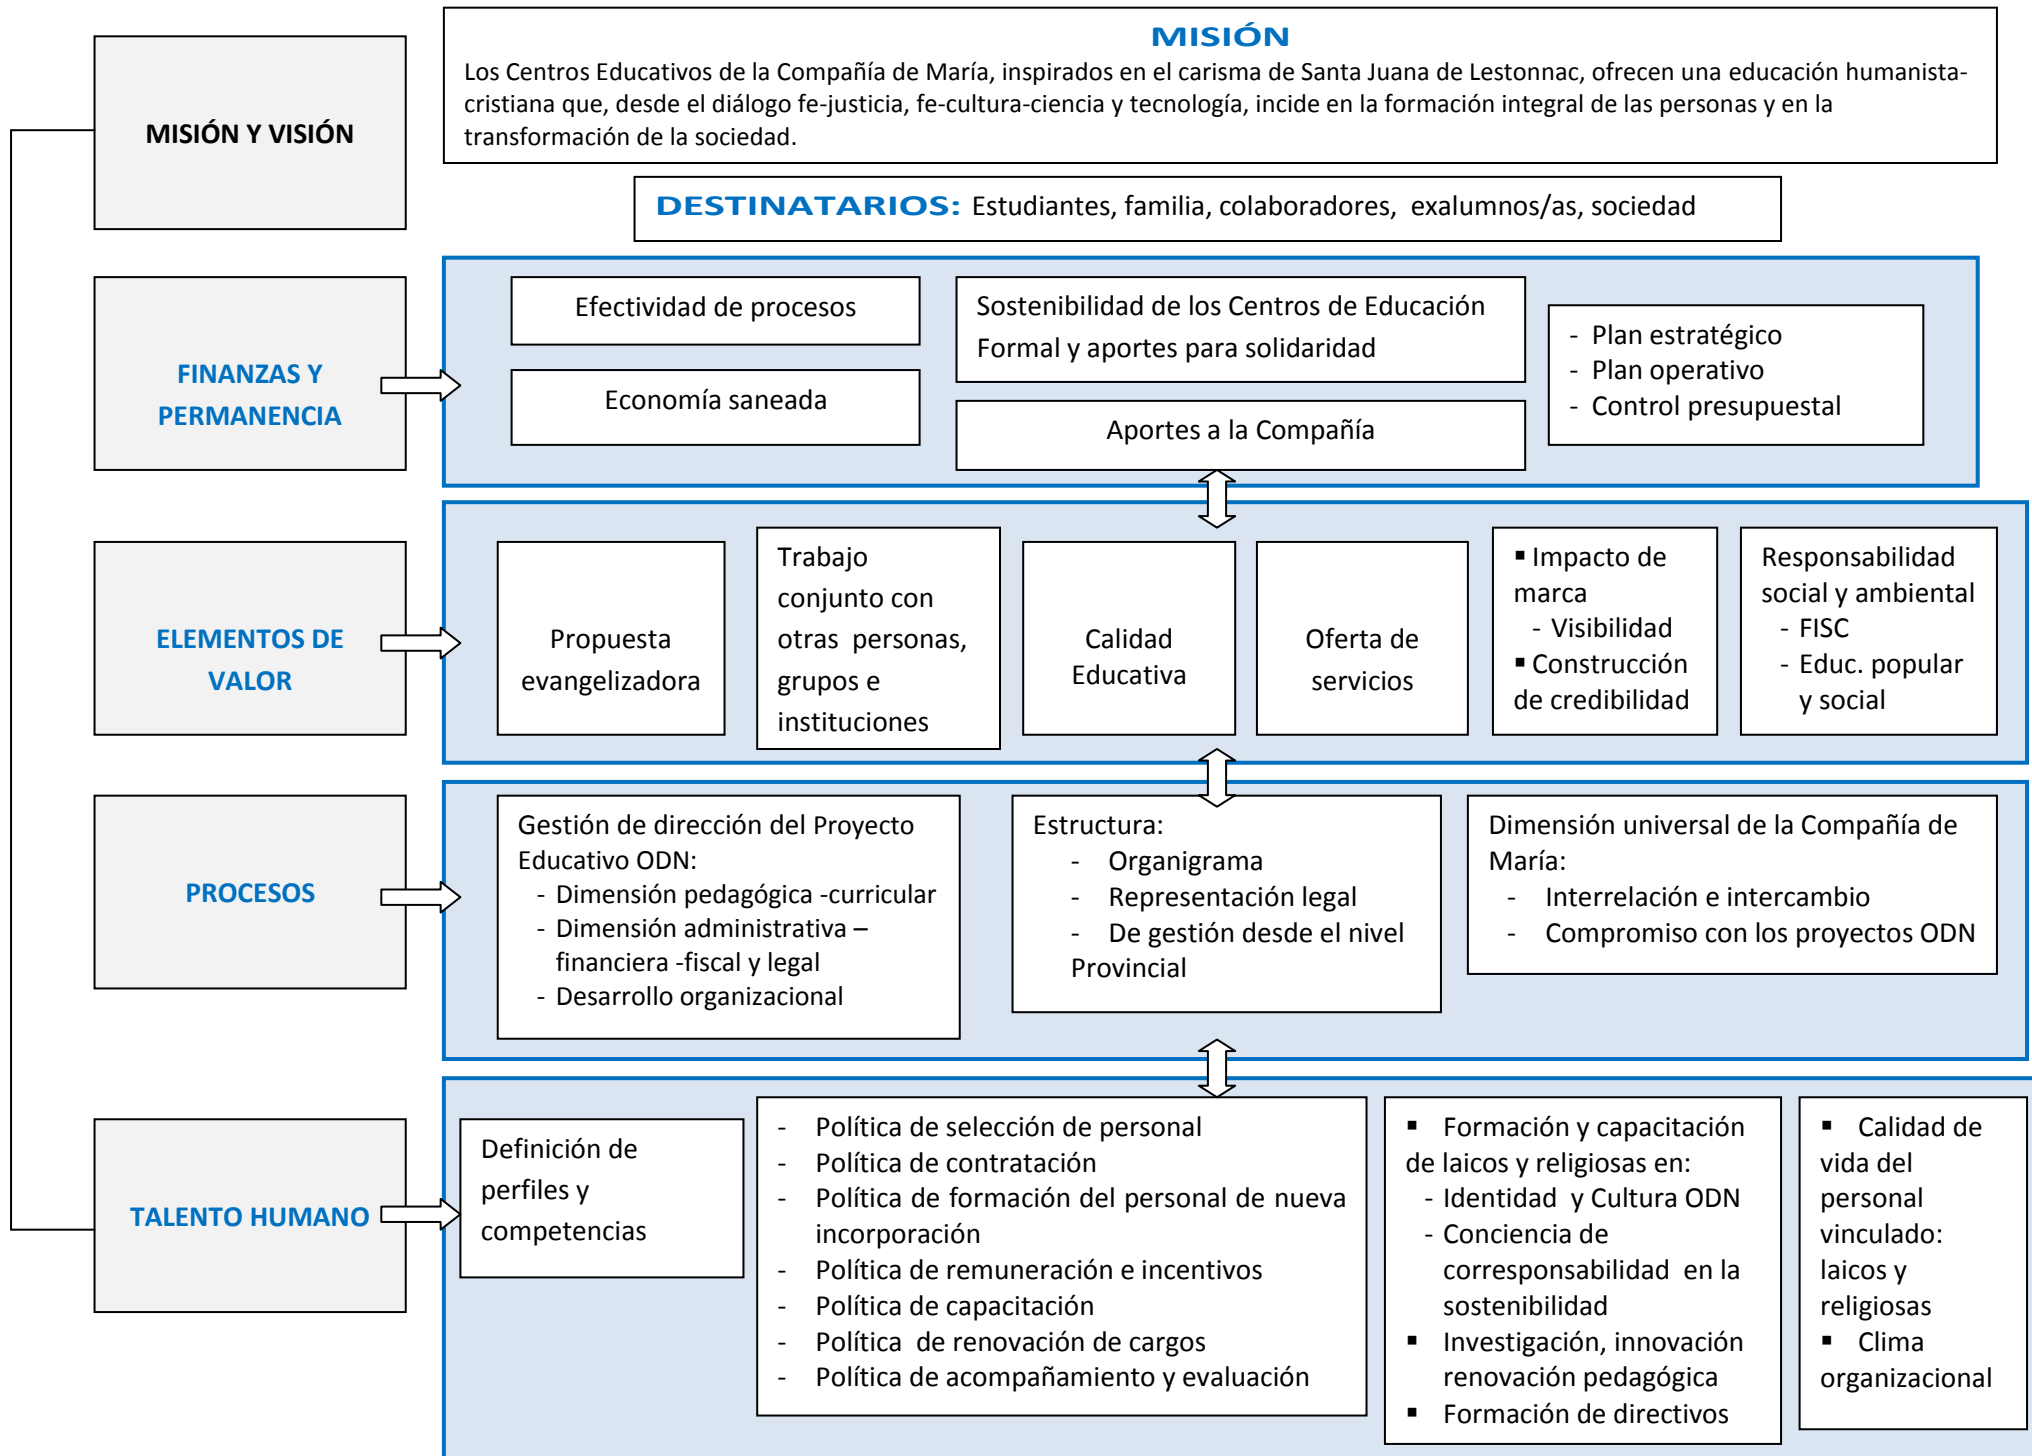 MISIÓN
Los Centros Educativos de la Compañía de María, inspirados en el carisma de Santa Juana de Lestonnac, ofrecen una educación humanista-
cristiana que, desde el diálogo fe-justicia, fe-cultura-ciencia y tecnología, incide en la formación integral de las personas y en la
transformación de la sociedad.
MISIÓN Y VISIÓN
DESTINATARIOS: Estudiantes, familia, colaboradores, exalumnos/as, sociedad
FINANZAS Y
PERMANENCIA
Efectividad de procesos
Economía saneada
Sostenibilidad de los Centros de Educación
Formal y aportes para solidaridad
Aportes a la Compañía
- Plan estratégico
- Plan operativo
- Control presupuestal
ELEMENTOS DE
VALOR
Propuesta
evangelizadora
Trabajo
conjunto con
otras personas,
grupos e
instituciones
Calidad
Educativa
Oferta de
servicios
▪ Impacto de
marca
- Visibilidad
▪ Construcción
de credibilidad
Responsabilidad
social y ambiental
- FISC
- Educ. popular
y social
PROCESOS
Gestión de dirección del Proyecto
Educativo ODN:
- Dimensión pedagógica -curricular
- Dimensión administrativa –
financiera -fiscal y legal
- Desarrollo organizacional
Estructura:
- Organigrama
- Representación legal
- De gestión desde el nivel
Provincial
Dimensión universal de la Compañía de
María:
- Interrelación e intercambio
- Compromiso con los proyectos ODN
TALENTO HUMANO
Definición de
perfiles y
competencias
- Política de selección de personal
- Política de contratación
- Política de formación del personal de nueva
incorporación
- Política de remuneración e incentivos
- Política de capacitación
- Política de renovación de cargos
- Política de acompañamiento y evaluación
▪ Formación y capacitación
de laicos y religiosas en:
- Identidad y Cultura ODN
- Conciencia de
corresponsabilidad en la
sostenibilidad
▪ Investigación, innovación
renovación pedagógica
▪ Formación de directivos
▪ Calidad de
vida del
personal
vinculado:
laicos y
religiosas
▪ Clima
organizacional